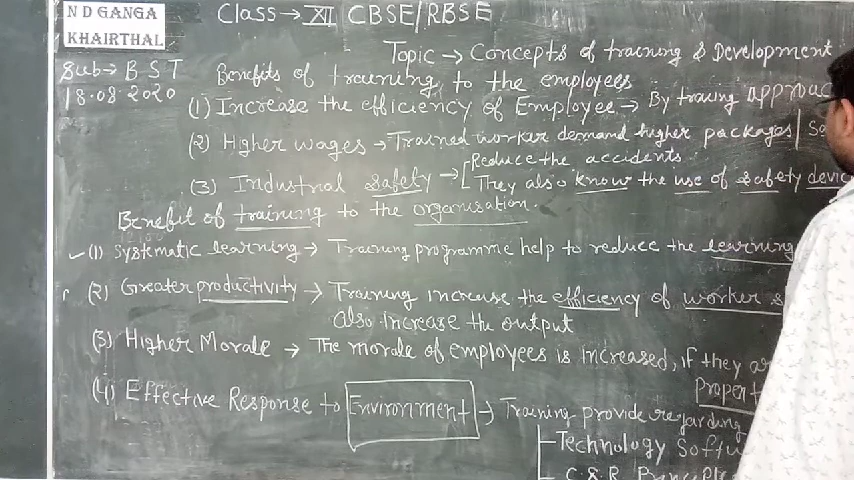 N D GANGA
KHAIRTHAL
Class → XII CBSE/RBSE
Sub → B S T
18.08.2020
Topic → Concepts of training & Development
Benefits of training to the employees
(1) Increase the efficiency of Employee → By
(2) Higher wages → Trained worker demand higher packages |
(3) Industrial safety → Reduce the accidents.
They also know the use of safety
Benefit of training to the organisation.
(1) Systematic learning → Training programme help to reduce the learning
(2) Greater productivity → Training increase the efficiency of worker
also increase the output
(3) Higher Morale → The morale of employees is increased, if they
Proper
(4) Effective Response to Environment → Training provide regarding
Technology
C.S.R